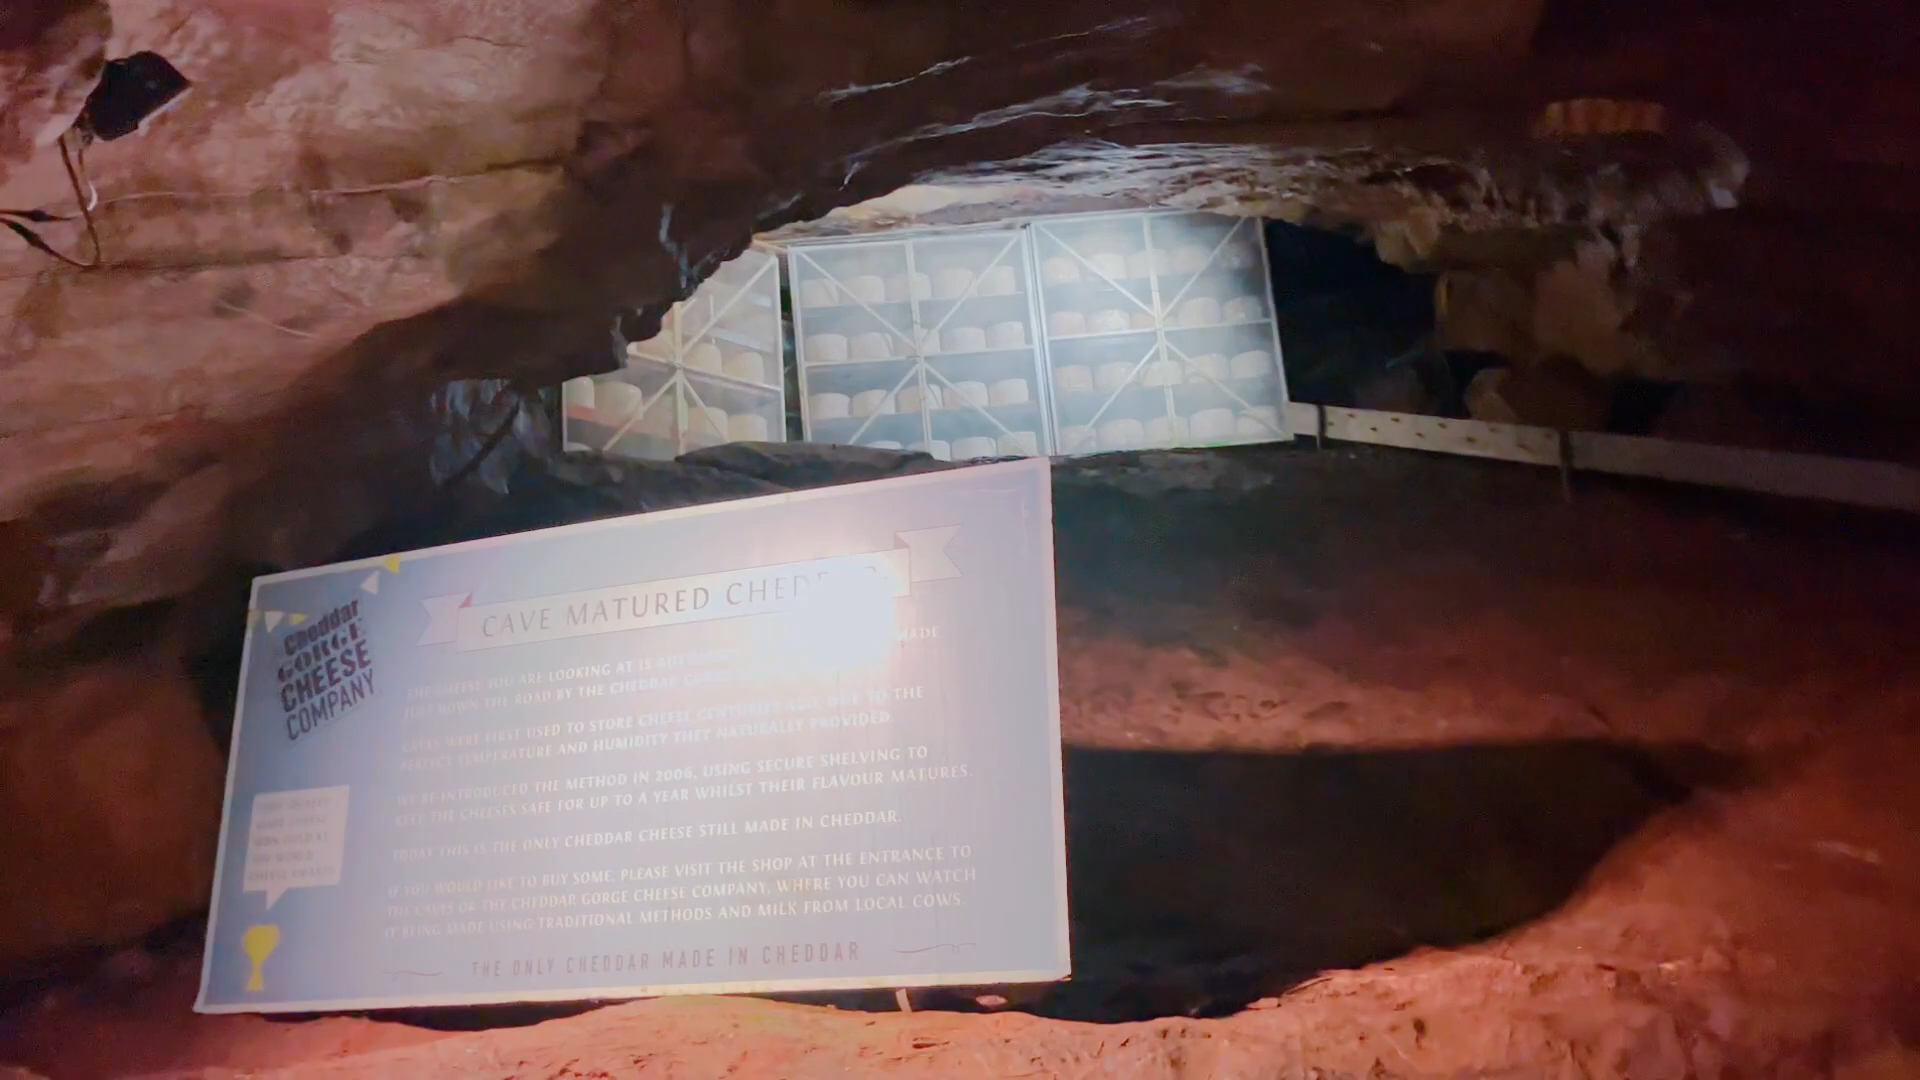 Cheddar
GORGE
CHEESE
COMPANY
CAVE MATURED CHEDDAR
THE CHEESE YOU ARE LOOKING AT IS MADE
JUST DOWN THE ROAD BY THE CHEDDAR
CAVES WERE FIRST USED TO STORE CHEESE CENTURIES AGO, DUE TO THE
PERFECT TEMPERATURE AND HUMIDITY THEY NATURALLY PROVIDED.
WE RE-INTRODUCED THE METHOD IN 2006, USING SECURE SHELVING TO
KEEP THE CHEESES SAFE FOR UP TO A YEAR WHILST THEIR FLAVOUR MATURES.
TODAY THIS IS THE ONLY CHEDDAR CHEESE STILL MADE IN CHEDDAR.
IF YOU WOULD LIKE TO BUY SOME, PLEASE VISIT THE SHOP AT THE ENTRANCE TO
THE CAVES OR THE CHEDDAR GORGE CHEESE COMPANY, WHERE YOU CAN WATCH
IT BEING MADE USING TRADITIONAL METHODS AND MILK FROM LOCAL COWS.
THE ONLY CHEDDAR MADE IN CHEDDAR